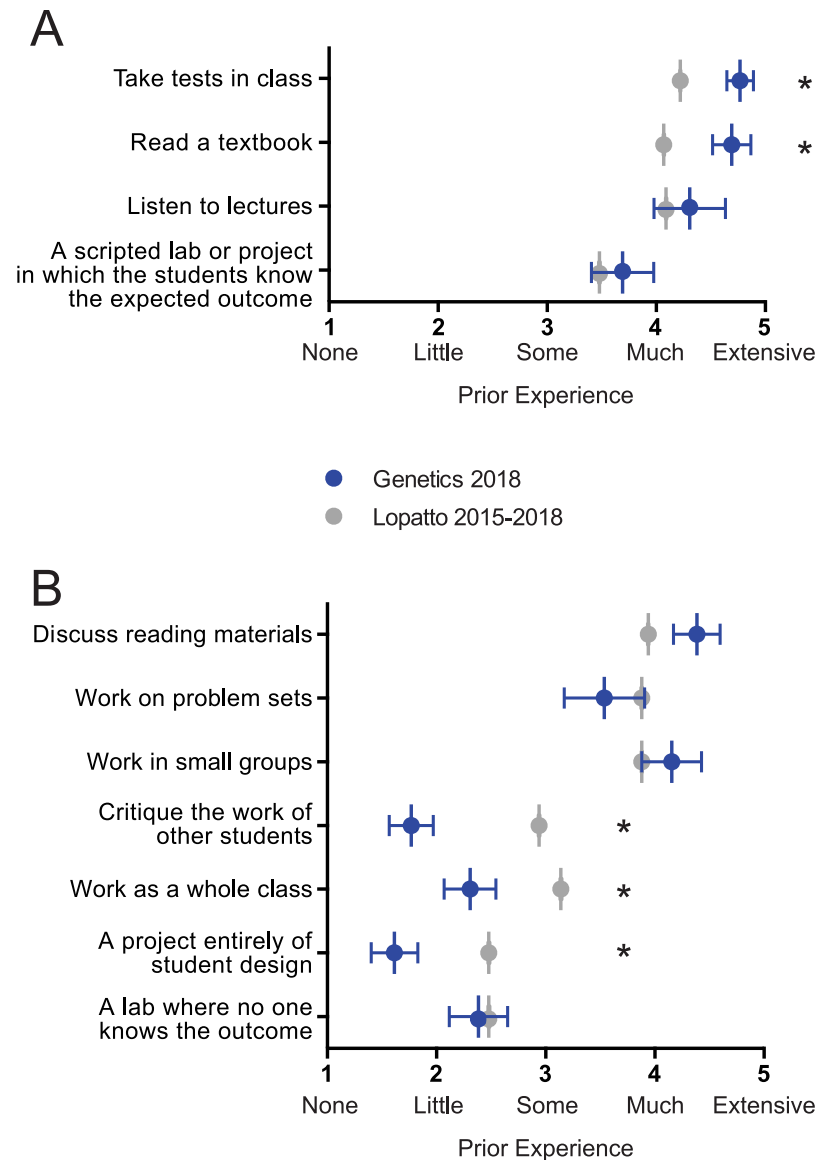 A
Take tests in class
*
Read a textbook
*
Listen to lectures
A scripted lab or project
in which the students know
the expected outcome
1 2 3 4 5
None Little Some Much Extensive
Prior Experience
Genetics 2018
Lopatto 2015-2018
B
Discuss reading materials
Work on problem sets
Work in small groups
Critique the work of
other students
*
Work as a whole class
*
A project entirely of
student design
*
A lab where no one
knows the outcome
1 2 3 4 5
None Little Some Much Extensive
Prior Experience